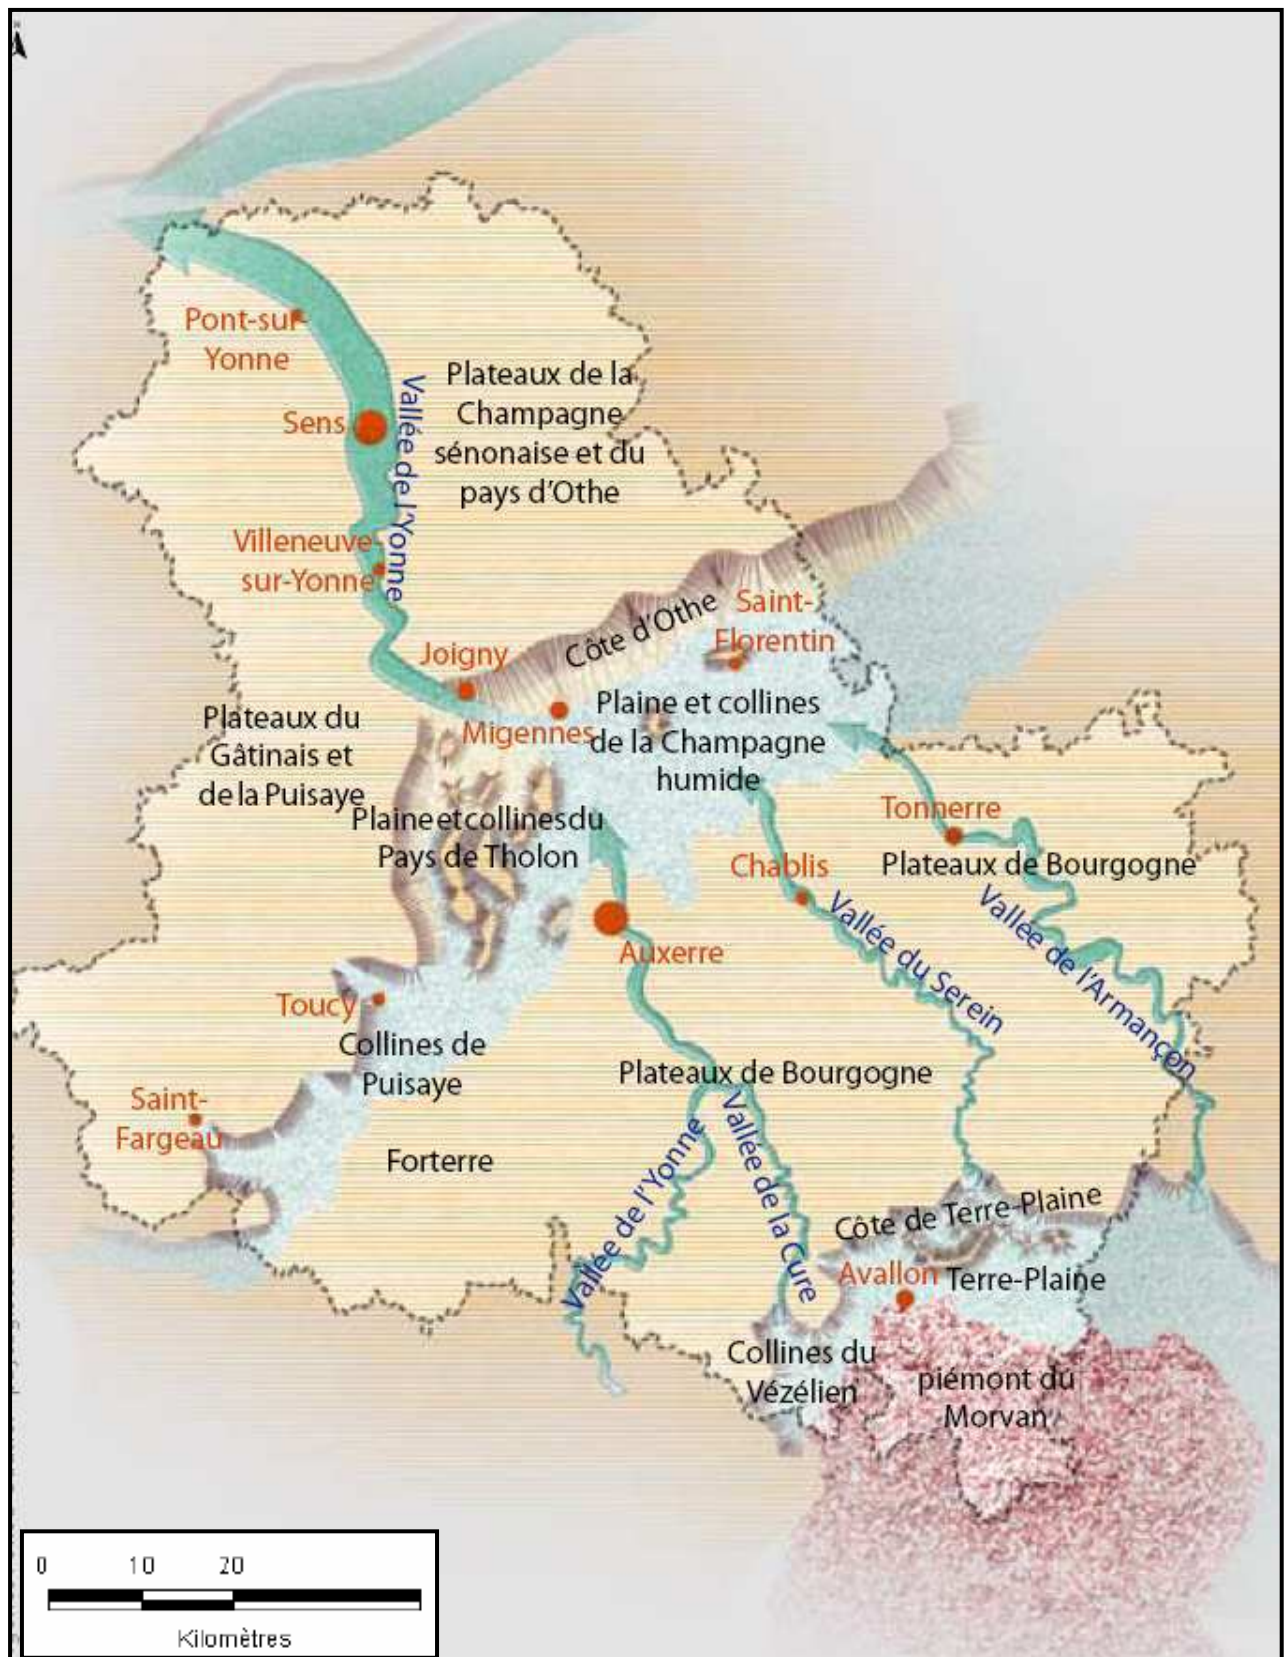 Pont-sur-
Yonne
Plateaux de la
Champagne
sénonaise et du
pays d'Othe
Sens
Vallée de l'Yonne
Villeneuve-
sur-Yonne
Côte d'Othe
Saint-
Florentin
Joigny
Migennes
Plaine et collines
de la Champagne
humide
Plateaux du
Gâtinais et
de la Puisaye
Plaine et collines du
Pays de Tholon
Tonnerre
Plateaux de Bourgogne
Chablis
Vallée du Serein
Vallée de l'Armançon
Auxerre
Toucy
Collines de
Puisaye
Plateaux de Bourgogne
Saint-
Fargeau
Forterre
Vallée de l'Yonne
Vallée de la Cure
Côte de Terre-Plaine
Avallon
Terre-Plaine
Collines du
Vézélien
piémont du
Morvan
0 10 20
Kilomètres